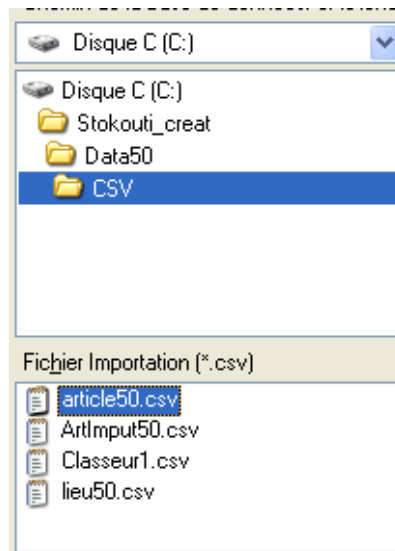 Disque C (C:)
Disque C (C:)
Stokouti_creat
Data50
CSV
Fichier Importation (*.csv)
article50.csv
ArtImput50.csv
Classeur1.csv
lieu50.csv